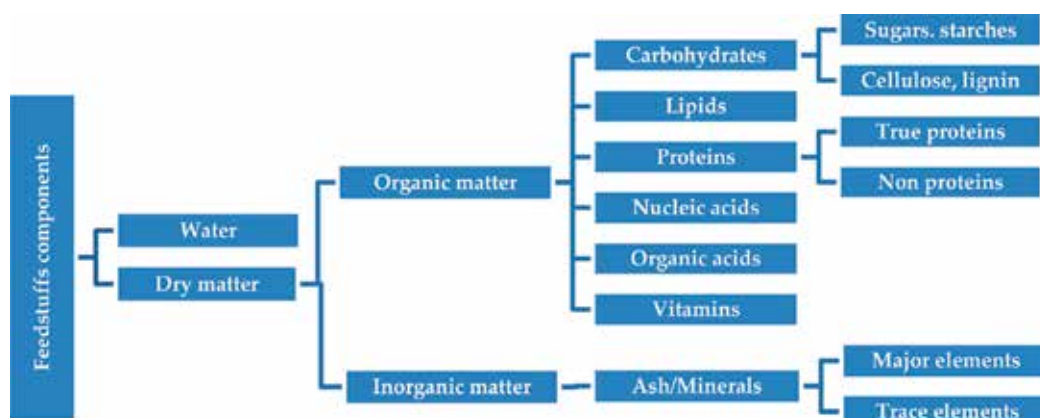 Feedstuffs components
Water
Dry matter
Organic matter
Inorganic matter
Carbohydrates
Lipids
Proteins
Nucleic acids
Organic acids
Vitamins
Ash/Minerals
Sugars. starches
Cellulose, lignin
True proteins
Non proteins
Major elements
Trace elements